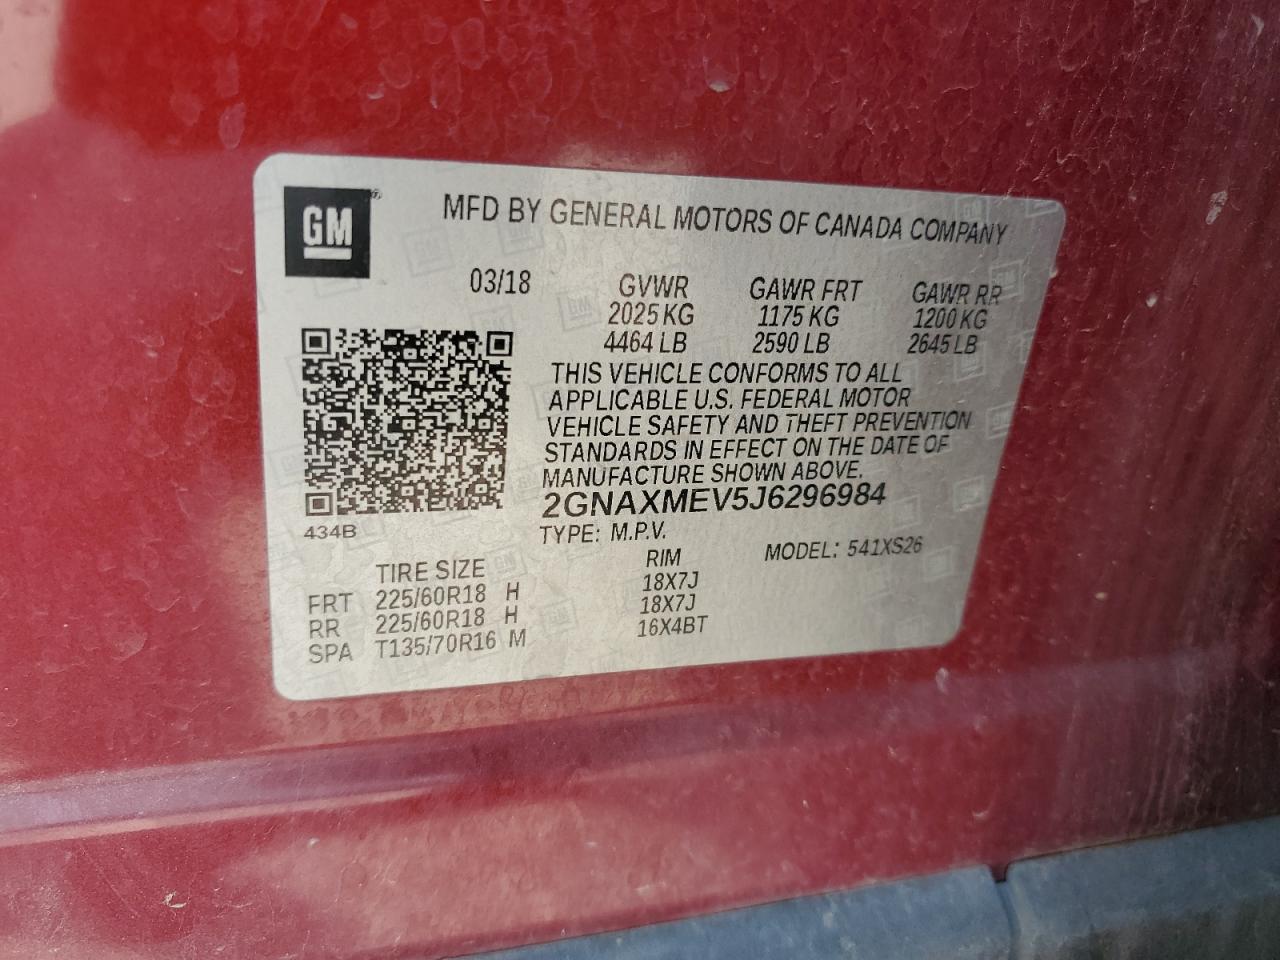 GM
MFD BY GENERAL MOTORS OF CANADA COMPANY
03/18 GVWR GAWR FRT GAWR RR
2025 KG 1175 KG 1200 KG
4464 LB 2590 LB 2645 LB
THIS VEHICLE CONFORMS TO ALL
APPLICABLE U.S. FEDERAL MOTOR
VEHICLE SAFETY AND THEFT PREVENTION
STANDARDS IN EFFECT ON THE DATE OF
MANUFACTURE SHOWN ABOVE.
2GNAXMEV5J6296984
434B
TYPE: M.P.V.
MODEL: 541XS26
TIRE SIZE RIM
FRT 225/60R18 H 18X7J
RR 225/60R18 H 18X7J
SPA T135/70R16 M 16X4BT